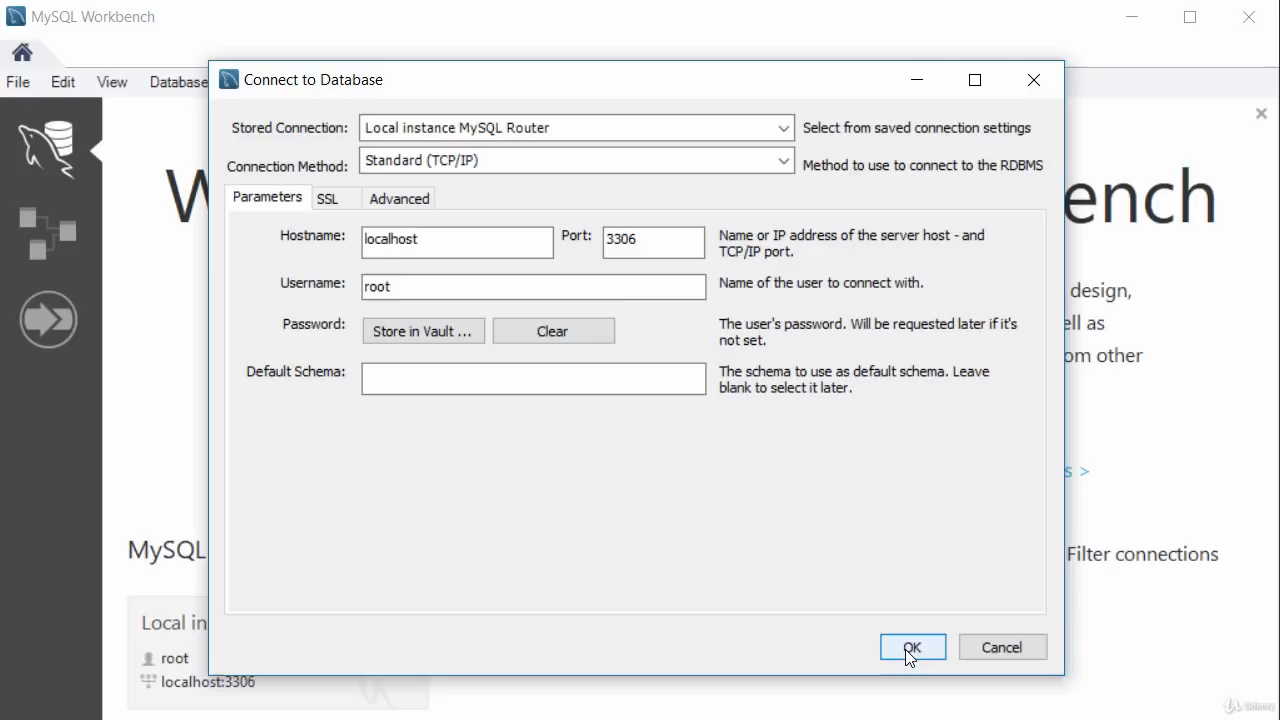 MySQL Workbench
File Edit View Database
Connect to Database
Stored Connection: Local instance MySQL Router Select from saved connection settings
Connection Method: Standard (TCP/IP) Method to use to connect to the RDBMS
Parameters SSL Advanced
Hostname: localhost Port: 3306 Name or IP address of the server host - and
TCP/IP port.
Username: root Name of the user to connect with.
Password: Store in Vault ... Clear The user's password. Will be requested later if it's
not set.
Default Schema: The schema to use as default schema. Leave
blank to select it later.
OK Cancel
W
ench
design,
ell as
om other
s >
MySQL
Filter connections
Local in
root
localhost:3306
Udemy